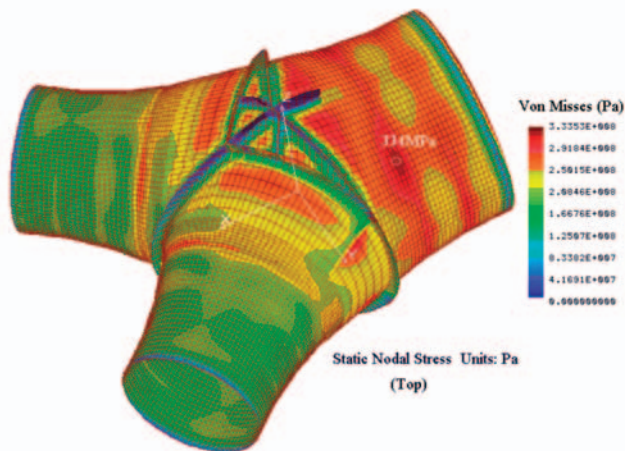 Von Misses (Pa)
334MPa
3.3353E+008
2.9184E+008
2.5015E+008
2.0846E+008
1.6676E+008
1.2507E+008
8.3382E+007
4.1691E+007
0.000000000
Static Nodal Stress Units: Pa
(Top)